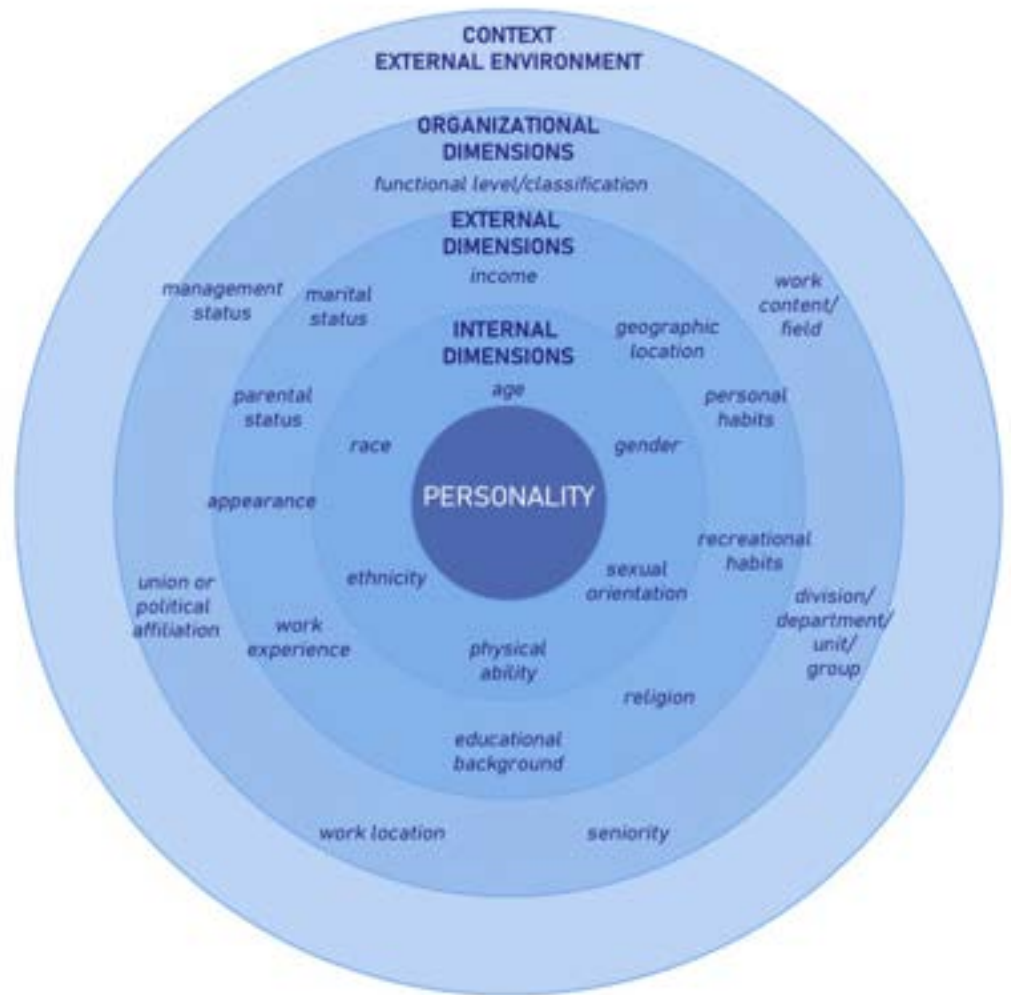 CONTEXT
EXTERNAL ENVIRONMENT
ORGANIZATIONAL
DIMENSIONS
functional level/classification
EXTERNAL
DIMENSIONS
income
management
status
marital
status
work
content/
field
geographic
location
INTERNAL
DIMENSIONS
age
parental
status
personal
habits
race
gender
PERSONALITY
appearance
recreational
habits
ethnicity
sexual
orientation
union or
political
affiliation
division/
department/
unit/
group
work
experience
physical
ability
religion
educational
background
work location
seniority